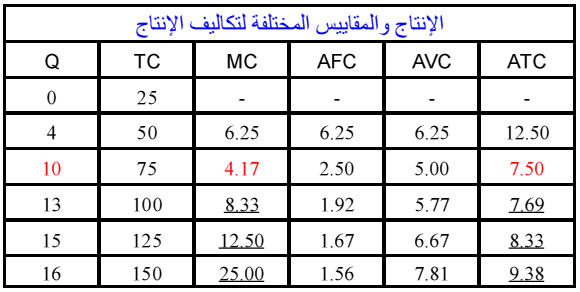 الإنتاج والمقاييس المختلفة لتكاليف الإنتاج
Q TC MC AFC AVC ATC
0 25 - - - -
4 50 6.25 6.25 6.25 12.50
10 75 4.17 2.50 5.00 7.50
13 100 8.33 1.92 5.77 7.69
15 125 12.50 1.67 6.67 8.33
16 150 25.00 1.56 7.81 9.38